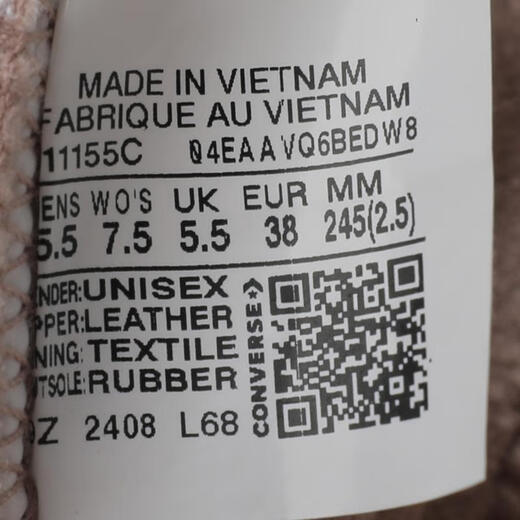 MADE IN VIETNAM
FABRIQUE AU VIETNAM
11155C Q4EAAVQ6BEDW8
ENS WO'S UK EUR MM
5.5 7.5 5.5 38 245(2.5)
NDER:UNISEX
PER:LEATHER
NING:TEXTILE
TSOLE:RUBBER
Z 2408 L68
CONVERSE